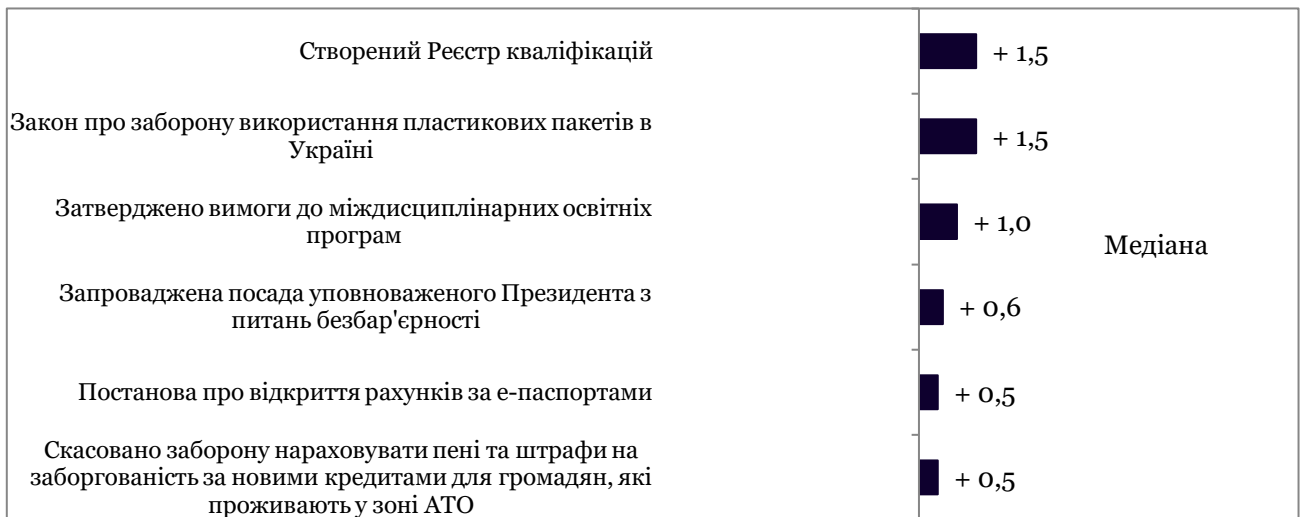 Створений Реєстр кваліфікацій
+ 1,5
Закон про заборону використання пластикових пакетів в
Україні
+ 1,5
Затверджено вимоги до міждисциплінарних освітніх
програм
+ 1,0
Медіана
Запроваджена посада уповноваженого Президента з
питань безбар'єрності
+ 0,6
Постанова про відкриття рахунків за е-паспортами
+ 0,5
Скасовано заборону нараховувати пені та штрафи на
заборгованість за новими кредитами для громадян, які
проживають у зоні АТО
+ 0,5